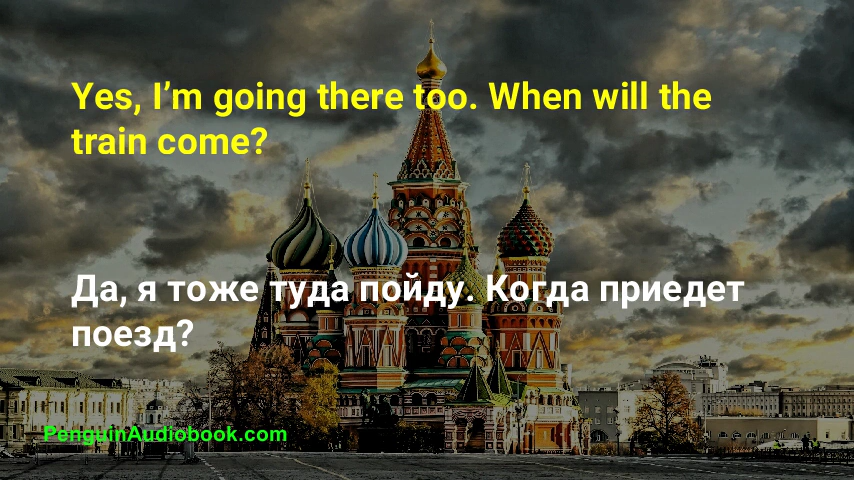 Yes, I’m going there too. When will the
train come?
Да, я тоже туда пойду. Когда приедет
поезд?
PenguinAudiobook.com